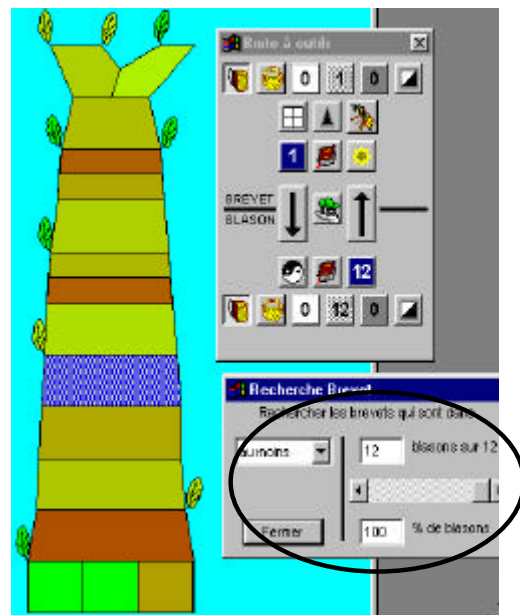 Boite à outils
0 1 0
1
BREVET
BLASON
12
0 12 0
Recherche Brevet
Rechercher les brevets qui sont dans
au moins 12 blasons sur 12
Fermer 100 % de blasons